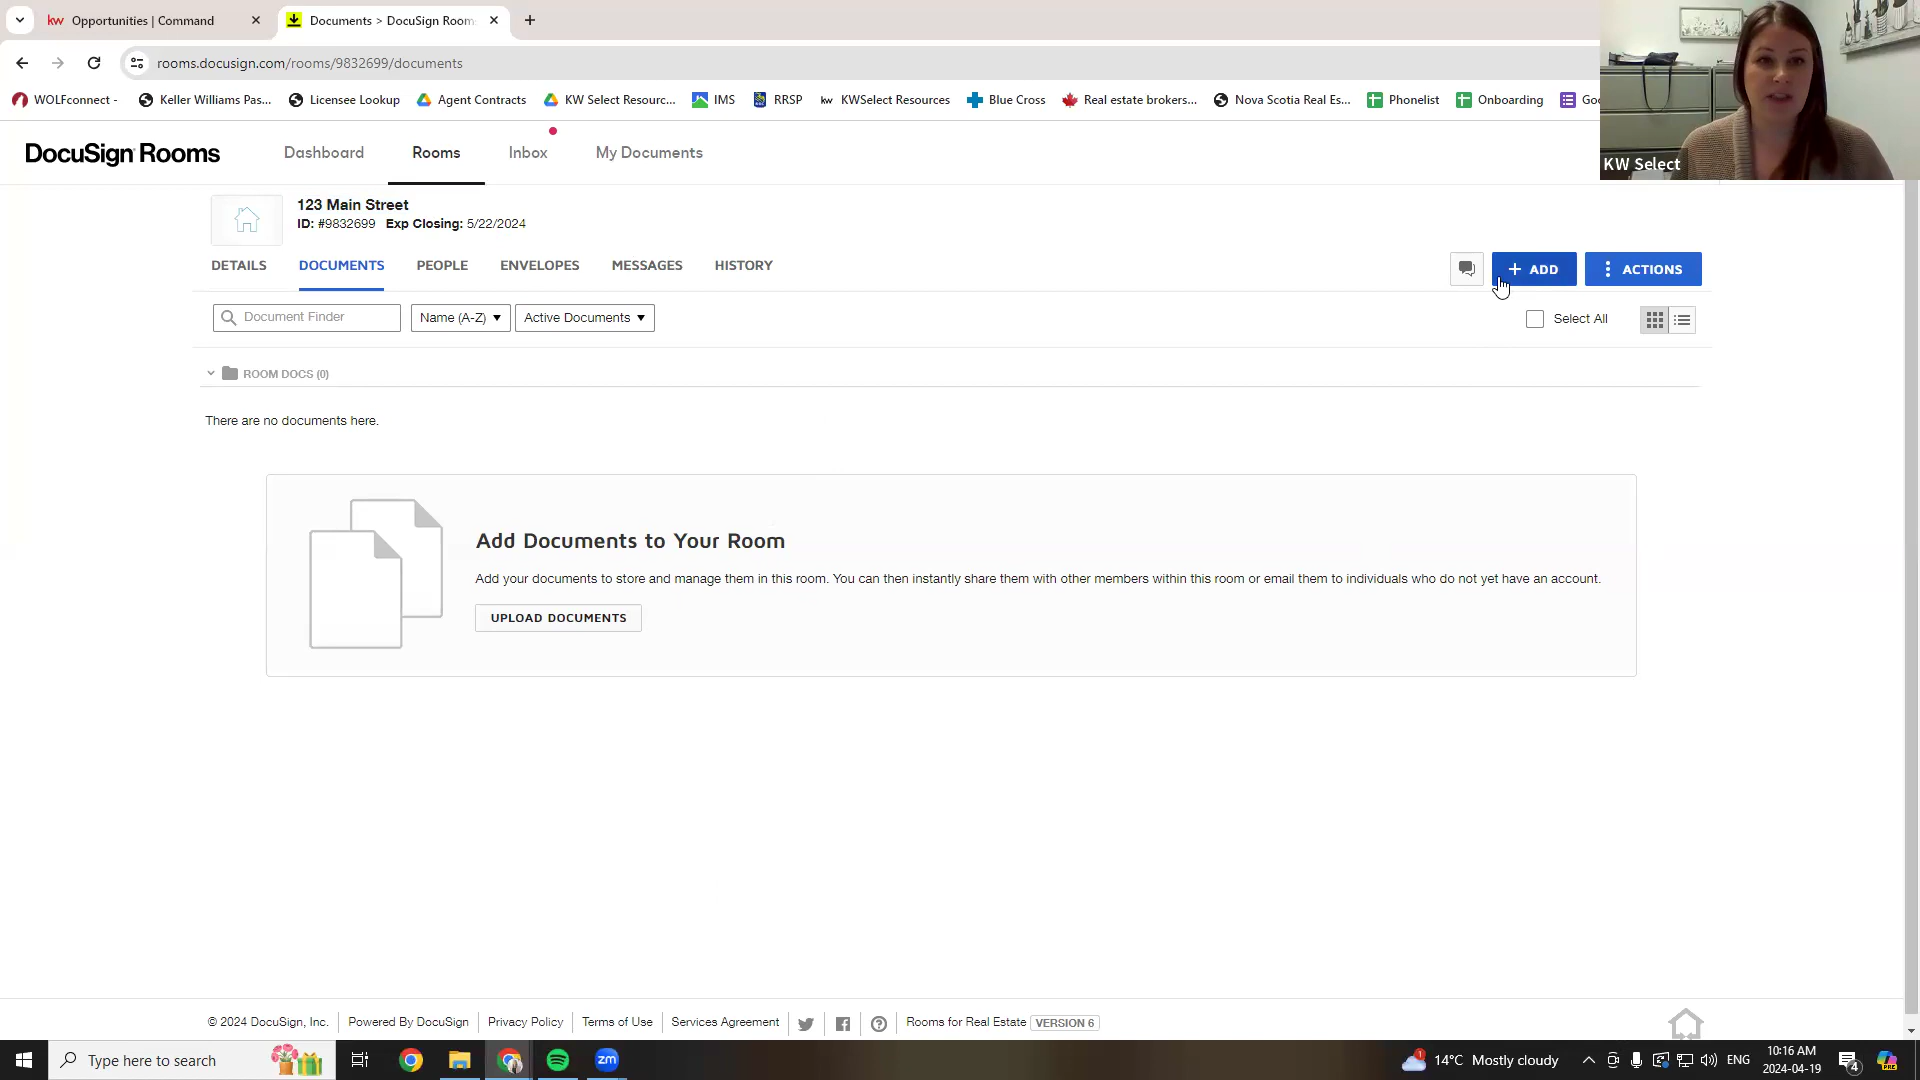 kw Opportunities | Command
Documents > DocuSign Room
rooms.docusign.com/rooms/9832699/documents
WOLFconnect -
Keller Williams Pas...
Licensee Lookup
Agent Contracts
KW Select Resourc...
IMS
RRSP
kw KWSelect Resources
Blue Cross
Real estate brokers...
Nova Scotia Real Es...
Phonelist
Onboarding
Goo
KW Select
DocuSign Rooms
Dashboard
Rooms
Inbox
My Documents
123 Main Street
ID: #9832699 Exp Closing: 5/22/2024
DETAILS
DOCUMENTS
PEOPLE
ENVELOPES
MESSAGES
HISTORY
+ ADD
ACTIONS
Document Finder
Name (A-Z)
Active Documents
Select All
ROOM DOCS (0)
There are no documents here.
Add Documents to Your Room
Add your documents to store and manage them in this room. You can then instantly share them with other members within this room or email them to individuals who do not yet have an account.
UPLOAD DOCUMENTS
© 2024 DocuSign, Inc.
Powered By DocuSign
Privacy Policy
Terms of Use
Services Agreement
Rooms for Real Estate VERSION 6
Type here to search
zm
1
14°C Mostly cloudy
ENG
10:16 AM
2024-04-19
4
PRE